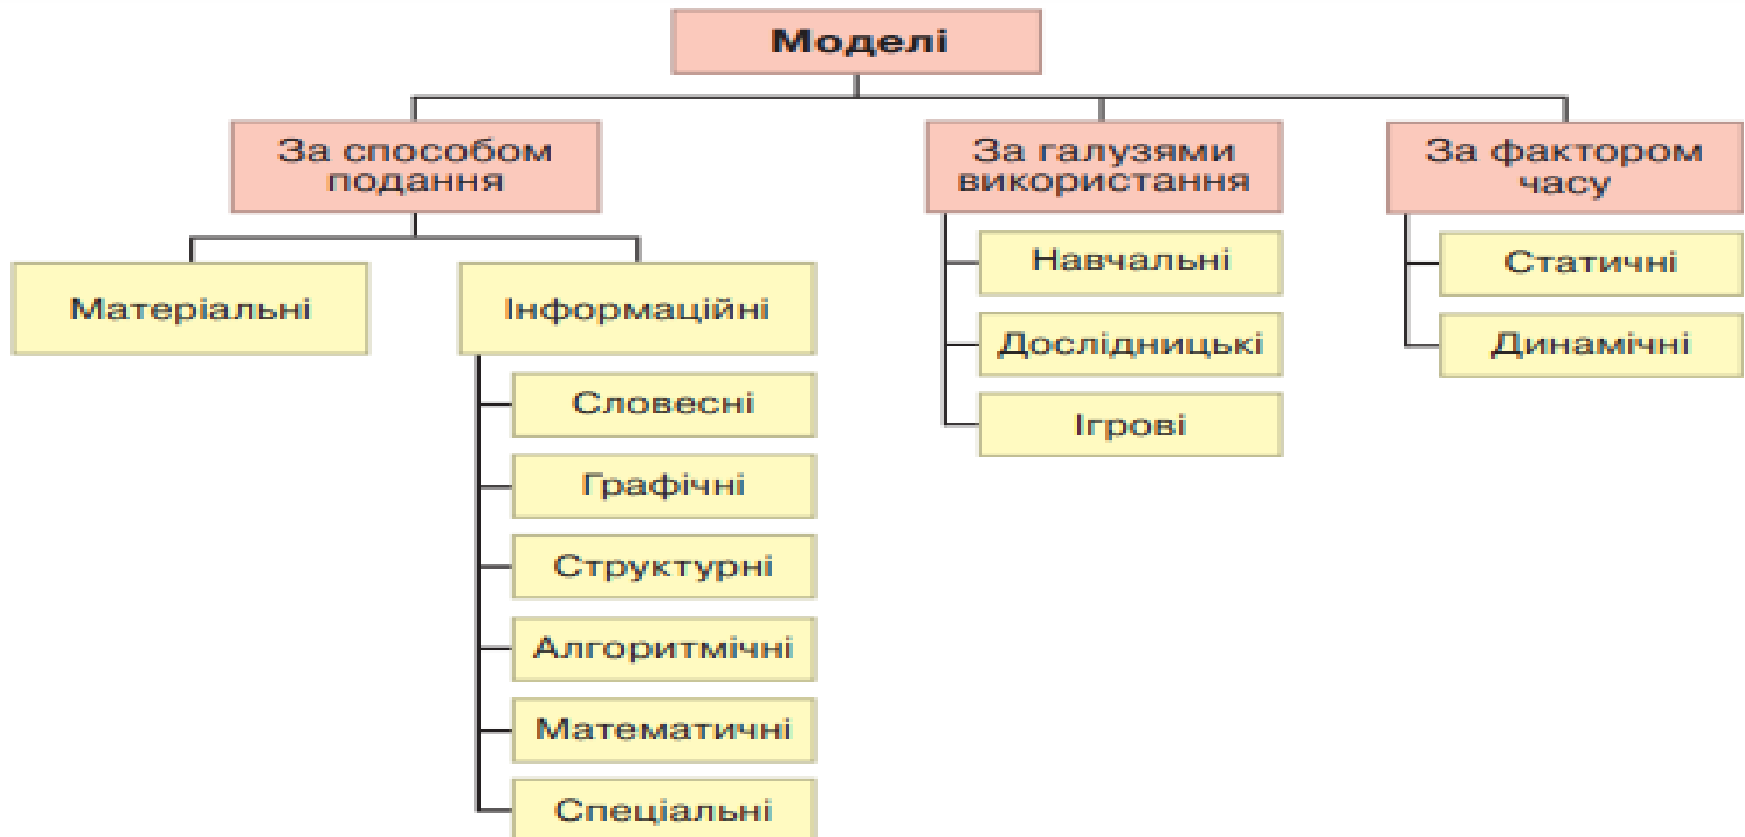 Моделі
За способом
подання
Матеріальні
Інформаційні
Словесні
Графічні
Структурні
Алгоритмічні
Математичні
Спеціальні
За галузями
використання
Навчальні
Дослідницькі
Ігрові
За фактором
часу
Статичні
Динамічні